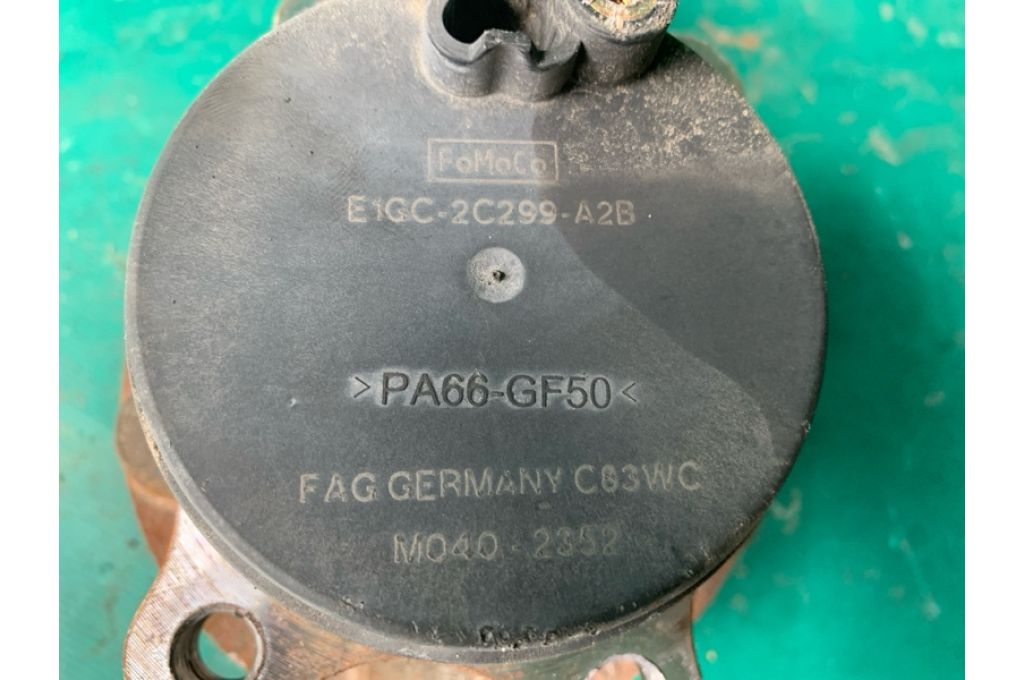 FoMoCo
E1GC-2C299-A2B
>PA66-GF50<
FAG GERMANY C83WC
M040-2352